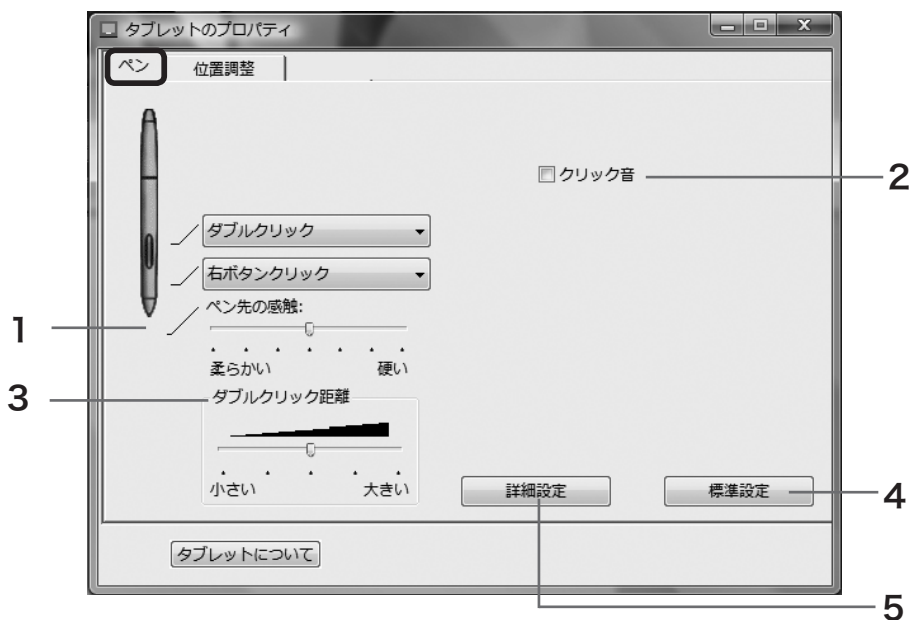 タブレットのプロパティ
ペン 位置調整
クリック音 2
ダブルクリック
右ボタンクリック
ペン先の感触:
1
柔らかい 硬い
3 ダブルクリック距離
小さい 大きい
詳細設定 標準設定 4
タブレットについて
5